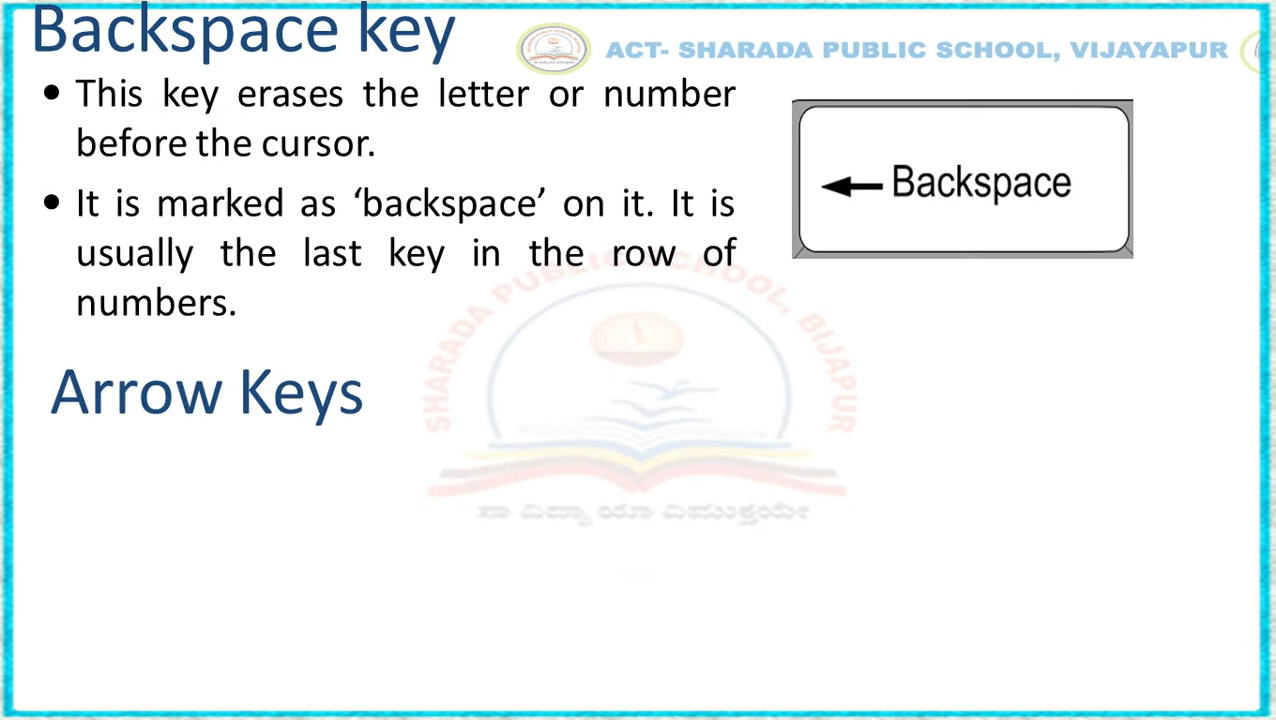 Backspace key
ACT- SHARADA PUBLIC SCHOOL, VIJAYAPUR
• This key erases the letter or number
before the cursor.
• It is marked as ‘backspace’ on it. It is
usually the last key in the row of
numbers.
Backspace
Arrow Keys
SHARADA PUBLIC SCHOOL, BIJAPUR
ಸಾ ವಿದ್ಯಾ ಯಾ ವಿಮುಕ್ತಯೇ